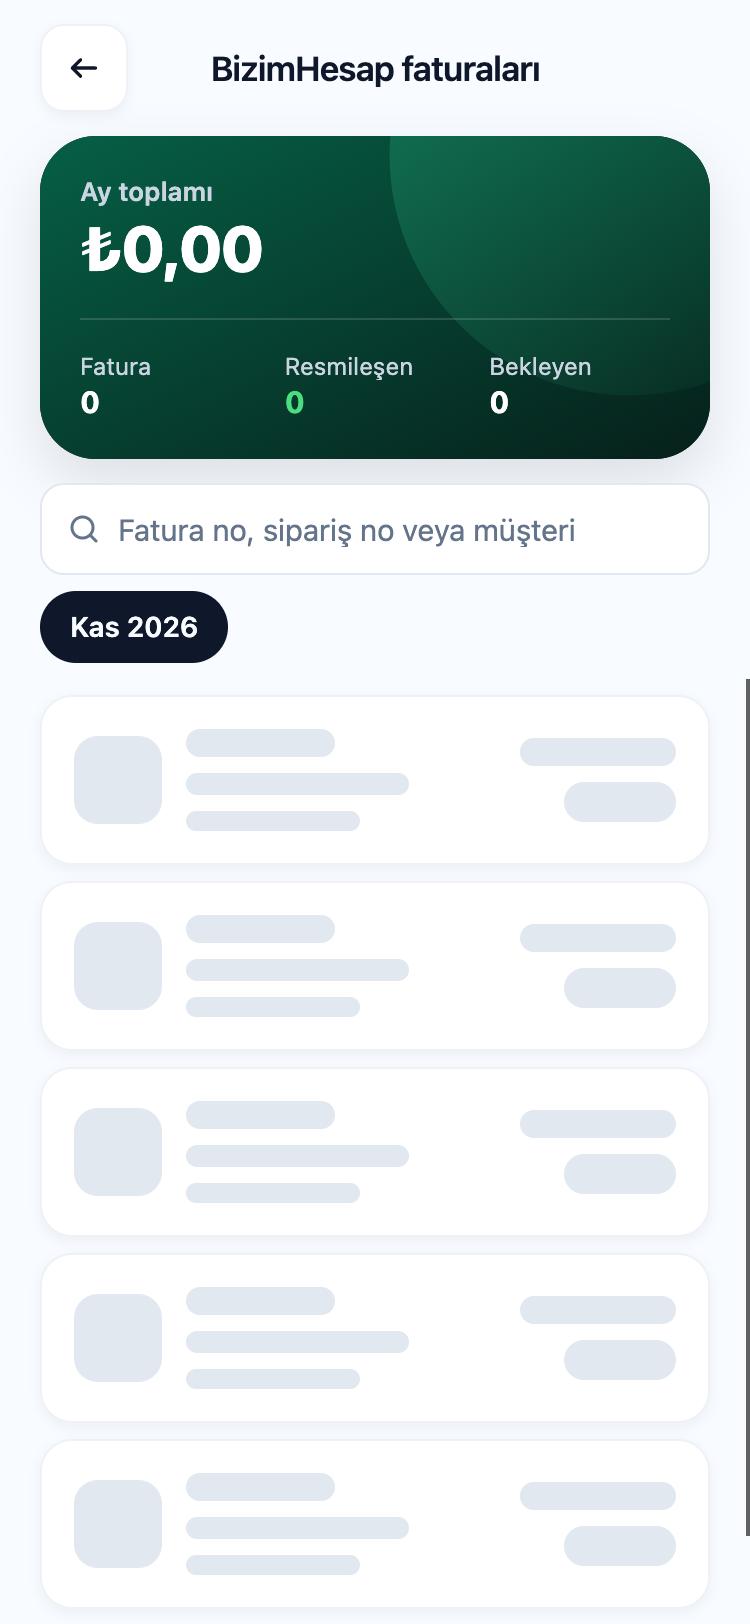 BizimHesap faturaları
Ay toplamı
₺0,00
Fatura
Resmileşen
Bekleyen
0
0
0
Fatura no, sipariş no veya müşteri
Kas 2026